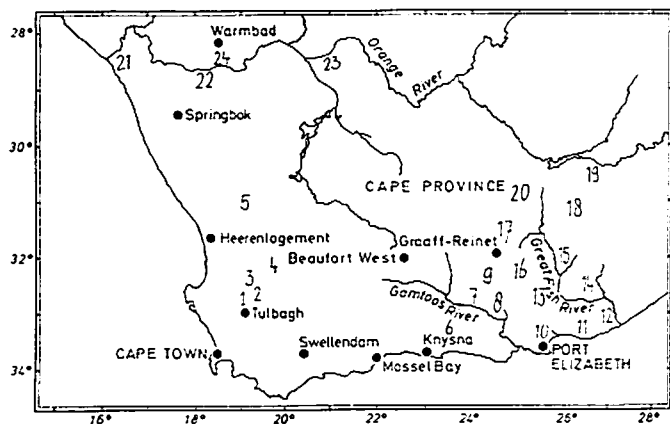 28°
Warmbad
24
21
22
23
Orange
River
Springbok
30°
19
CAPE PROVINCE
20
5
18
Heerenlogement
Graaff-Reinet
17
Beaufort West
Great Fish River
15
16
32°
4
3
9
1
2
7
8
13
14
Gamtoos River
12
Tulbagh
6
11
10
CAPE TOWN
Swellendam
Knysna
Mossel Bay
PORT
ELIZABETH
34°
16°
18°
20°
22°
24°
26°
28°